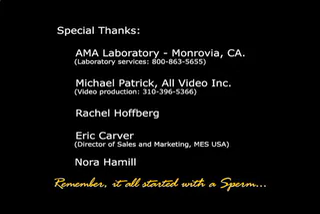 Special Thanks:
AMA Laboratory - Monrovia, CA.
(Laboratory services: 800-863-5655)
Michael Patrick, All Video Inc.
(Video production: 310-396-5366)
Rachel Hoffberg
Eric Carver
(Director of Sales and Marketing, MES USA)
Nora Hamill
Remember, it all started with a Sperm...